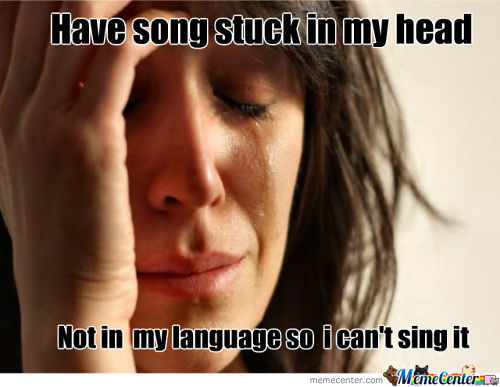 Have song stuck in my head
Not in my language so i can't sing it
memecenter.com MemeCenter